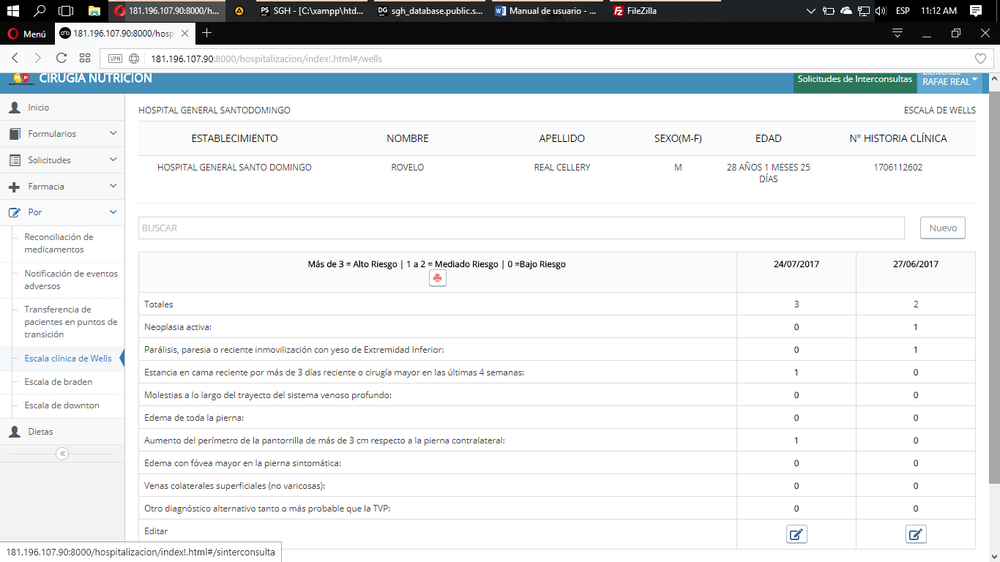 181.196.107.90:8000/h...
SGH - [C:\xampp\htd...
sgh_database.public.s...
Manual de usuario - ...
FileZilla
ESP
11:12 AM
Menú
181.196.107.90:8000/hospi
VPN
181.196.107.90:8000/hospitalizacion/index!.html#/wells
CIRUGIA NUTRICION
Solicitudes de Interconsultas
Bienvenido
RAFAE REAL
Inicio
Formularios
Solicitudes
Farmacia
Por
Reconciliación de
medicamentos
Notificación de eventos
adversos
Transferencia de
pacientes en puntos de
transición
Escala clínica de Wells
Escala de braden
Escala de downton
Dietas
HOSPITAL GENERAL SANTODOMINGO
ESCALA DE WELLS
ESTABLECIMIENTO NOMBRE APELLIDO SEXO(M-F) EDAD N° HISTORIA CLÍNICA
HOSPITAL GENERAL SANTO DOMINGO ROVELO REAL CELLERY M 28 AÑOS 1 MESES 25 1706112602
DÍAS
BUSCAR
Nuevo
Más de 3 = Alto Riesgo | 1 a 2 = Mediado Riesgo | 0 =Bajo Riesgo 24/07/2017 27/06/2017
Totales 3 2
Neoplasia activa: 0 1
Parálisis, paresia o reciente inmovilización con yeso de Extremidad Inferior: 0 1
Estancia en cama reciente por más de 3 días reciente o cirugía mayor en las últimas 4 semanas: 1 0
Molestias a lo largo del trayecto del sistema venoso profundo: 0 0
Edema de toda la pierna: 0 0
Aumento del perímetro de la pantorrilla de más de 3 cm respecto a la pierna contralateral: 1 0
Edema con fóvea mayor en la pierna sintomática: 0 0
Venas colaterales superficiales (no varicosas): 0 0
Otro diagnóstico alternativo tanto o más probable que la TVP: 0 0
Editar
181.196.107.90:8000/hospitalizacion/index!.html#/sinterconsulta